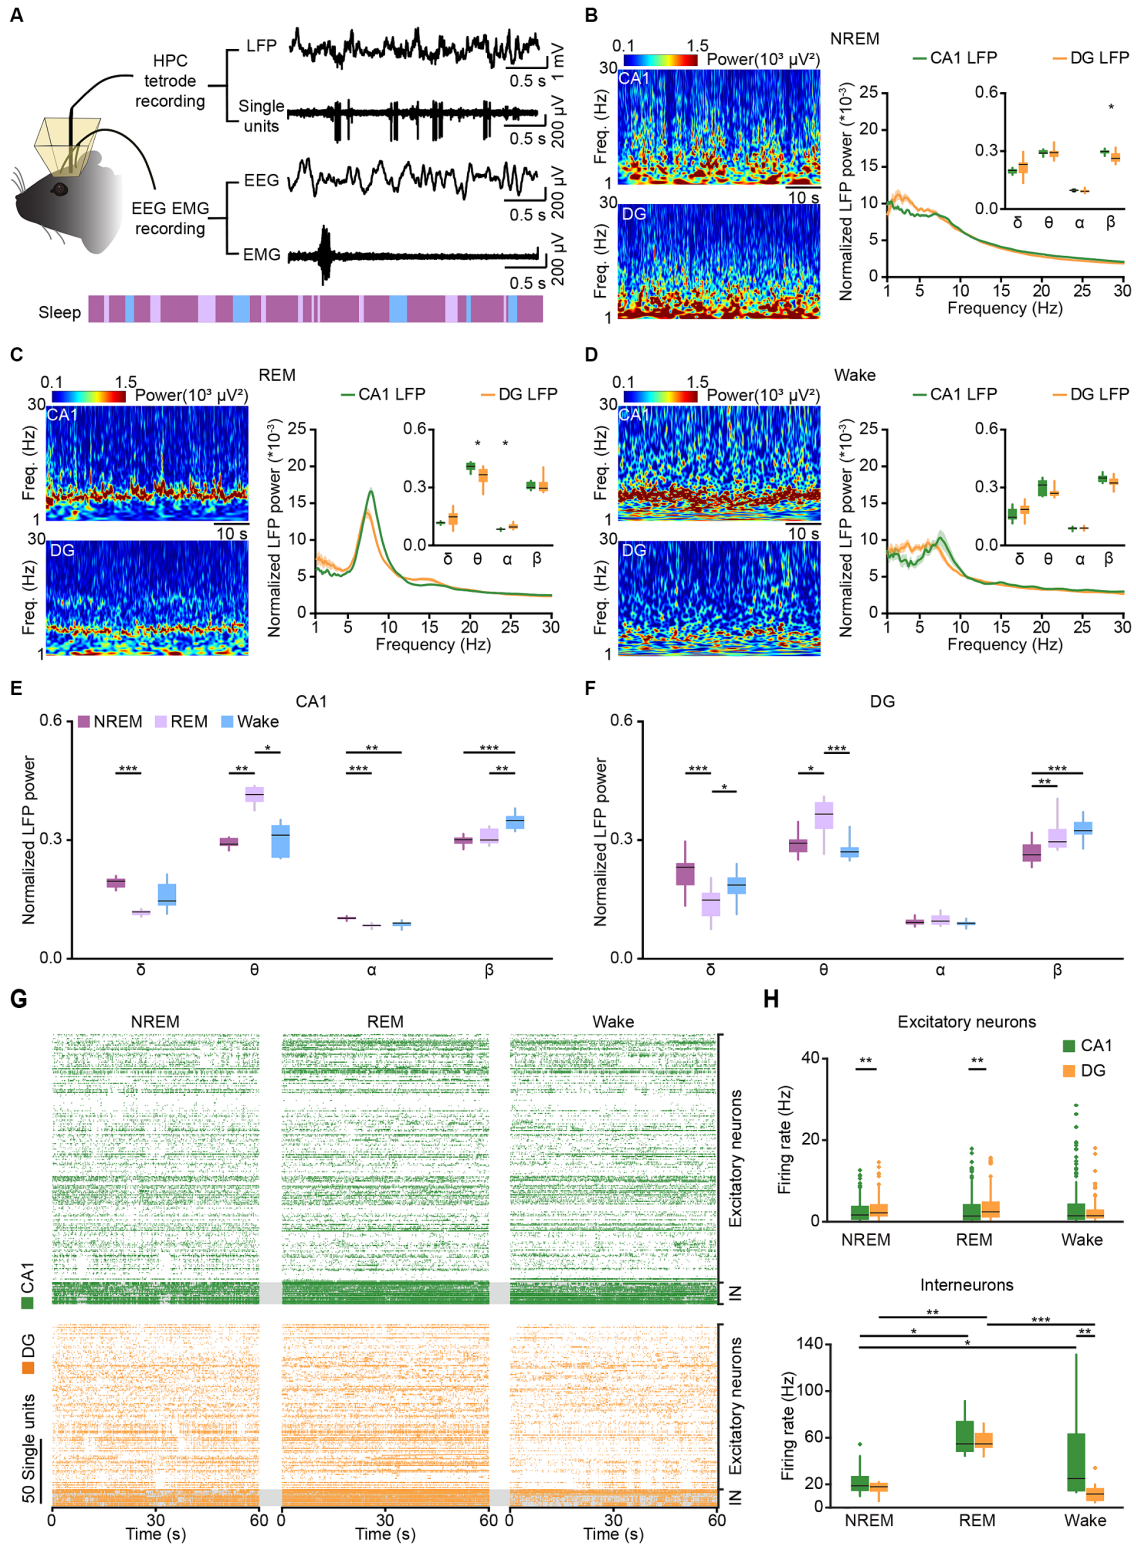 A
HPC
tetrode
recording
LFP
0.5 s
1 mV
Single
units
0.5 s
200 µV
EEG
0.5 s
200 µV
EEG EMG
recording
EMG
0.5 s
200 µV
Sleep
B
NREM
0.1 1.5
Power(10³ µV²)
30
CA1
Freq. (Hz)
1
10 s
30
DG
Freq. (Hz)
1
CA1 LFP DG LFP
Normalized LFP power (*10⁻³)
25
20
15
10
5
0
1 5 10 15 20 25 30
Frequency (Hz)
0.6
0.3
0.0
*
δ θ α β
C
REM
0.1 1.5
Power(10³ µV²)
30
CA1
Freq. (Hz)
1
10 s
30
DG
Freq. (Hz)
1
CA1 LFP DG LFP
Normalized LFP power (*10⁻³)
25
20
15
10
5
0
1 5 10 15 20 25 30
Frequency (Hz)
0.6
0.3
0.0
* *
δ θ α β
D
Wake
0.1 1.5
Power(10³ µV²)
30
CA1
Freq. (Hz)
1
10 s
30
DG
Freq. (Hz)
1
CA1 LFP DG LFP
Normalized LFP power (*10⁻³)
25
20
15
10
5
0
1 5 10 15 20 25 30
Frequency (Hz)
0.6
0.3
0.0
δ θ α β
E
CA1
NREM REM Wake
Normalized LFP power
0.6
0.3
0.0
***
*
**
**
***
***
**
δ θ α β
F
DG
Normalized LFP power
0.6
0.3
0.0
***
*
***
*
***
**
δ θ α β
G
NREM REM Wake
CA1
DG
50 Single units
Excitatory neurons
IN
Excitatory neurons
IN
0 30 60
Time (s)
0 30 60
Time (s)
0 30 60
Time (s)
H
Excitatory neurons
CA1
DG
Firing rate (Hz)
40
20
0
** **
NREM REM Wake
Interneurons
Firing rate (Hz)
140
100
60
20
0
**
***
*
*
**
NREM REM Wake